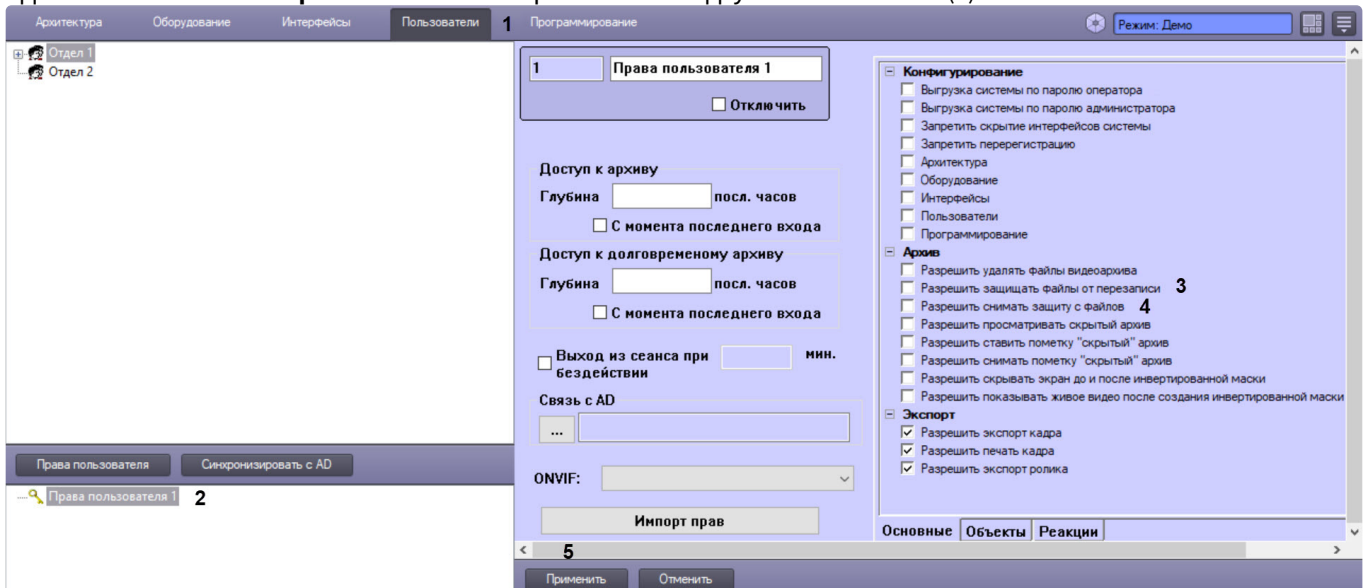 Архитектура Оборудование Интерфейсы Пользователи 1 Программирование Режим: Демо
Отдел 1
Отдел 2
Права пользователя Синхронизировать с AD
Права пользователя 1 2
1 Права пользователя 1
Отключить
Доступ к архиву
Глубина посл. часов
С момента последнего входа
Доступ к долговременому архиву
Глубина посл. часов
С момента последнего входа
Выход из сеанса при мин.
бездействии
Связь с AD
...
ONVIF:
Импорт прав
5
Применить Отменить
Конфигурирование
Выгрузка системы по паролю оператора
Выгрузка системы по паролю администратора
Запретить скрытие интерфейсов системы
Запретить перерегистрацию
Архитектура
Оборудование
Интерфейсы
Пользователи
Программирование
Архив
Разрешить удалять файлы видеоархива
Разрешить защищать файлы от перезаписи 3
Разрешить снимать защиту с файлов 4
Разрешить просматривать скрытый архив
Разрешить ставить пометку "скрытый" архив
Разрешить снимать пометку "скрытый" архив
Разрешить скрывать экран до и после инвертированной маски
Разрешить показывать живое видео после создания инвертированной маски
Экспорт
Разрешить экспорт кадра
Разрешить печать кадра
Разрешить экспорт ролика
Основные Объекты Реакции